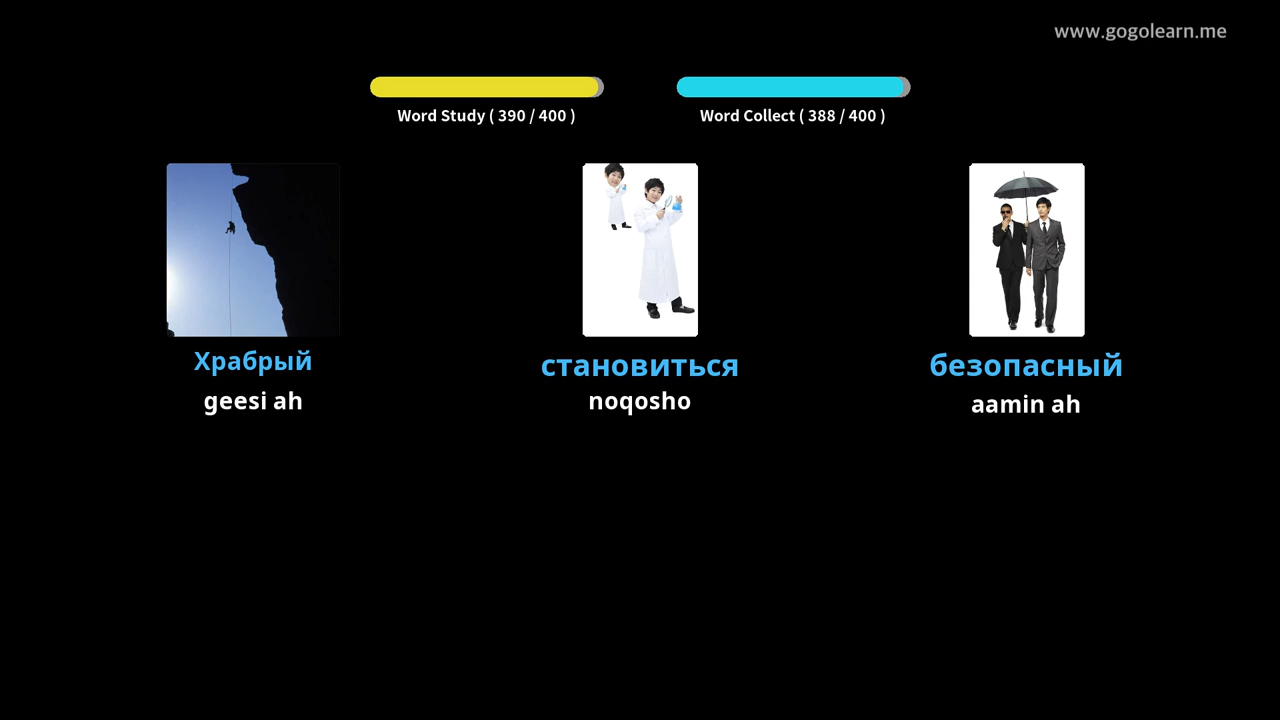 www.gogolearn.me
Word Study ( 390 / 400 )
Word Collect ( 388 / 400 )
Храбрый
geesi ah
становиться
noqosho
безопасный
aamin ah